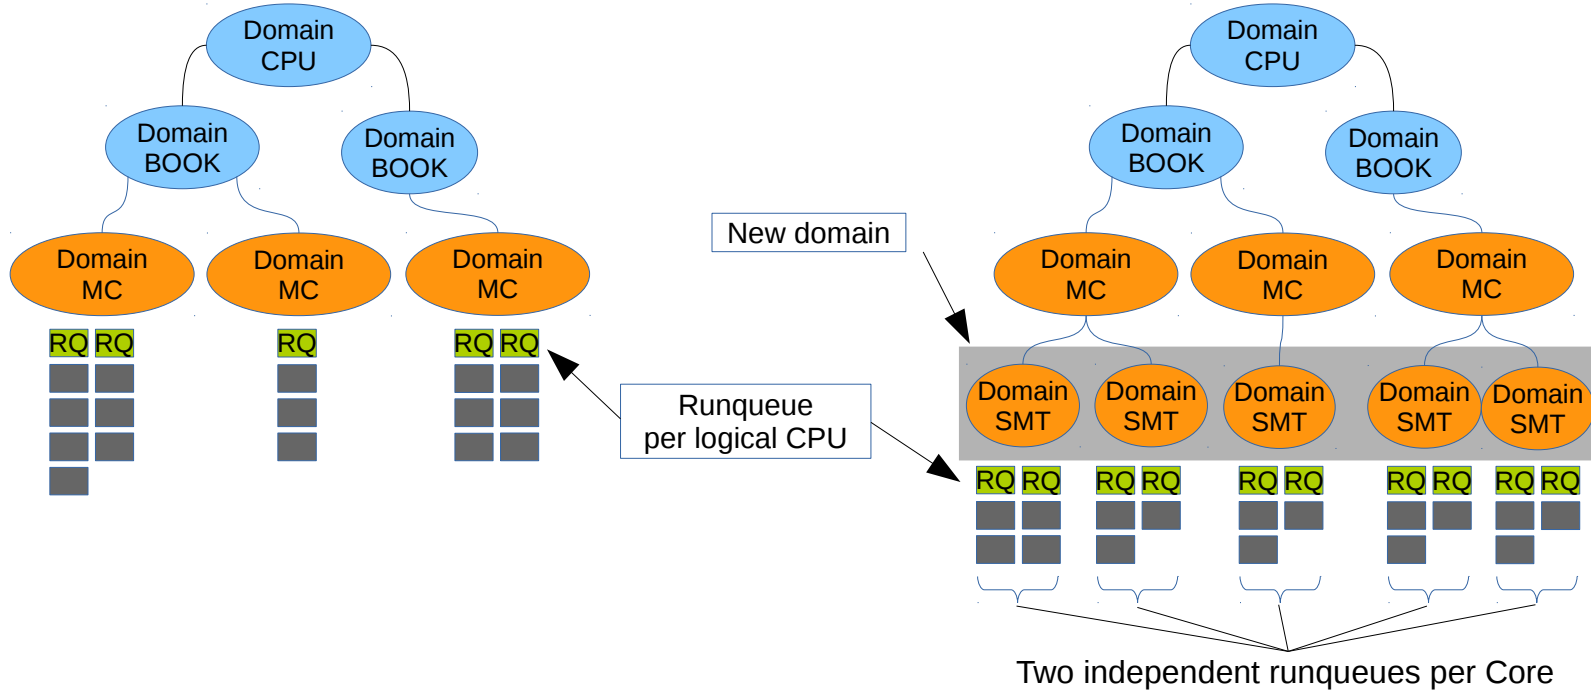 Domain
CPU
Domain
BOOK
Domain
BOOK
Domain
MC
Domain
MC
Domain
MC
RQ RQ
RQ
RQ RQ
Runqueue
per logical CPU
New domain
Domain
CPU
Domain
BOOK
Domain
BOOK
Domain
MC
Domain
MC
Domain
MC
Domain
SMT
Domain
SMT
Domain
SMT
Domain
SMT
Domain
SMT
RQ RQ
RQ RQ
RQ RQ
RQ RQ
RQ RQ
Two independent runqueues per Core